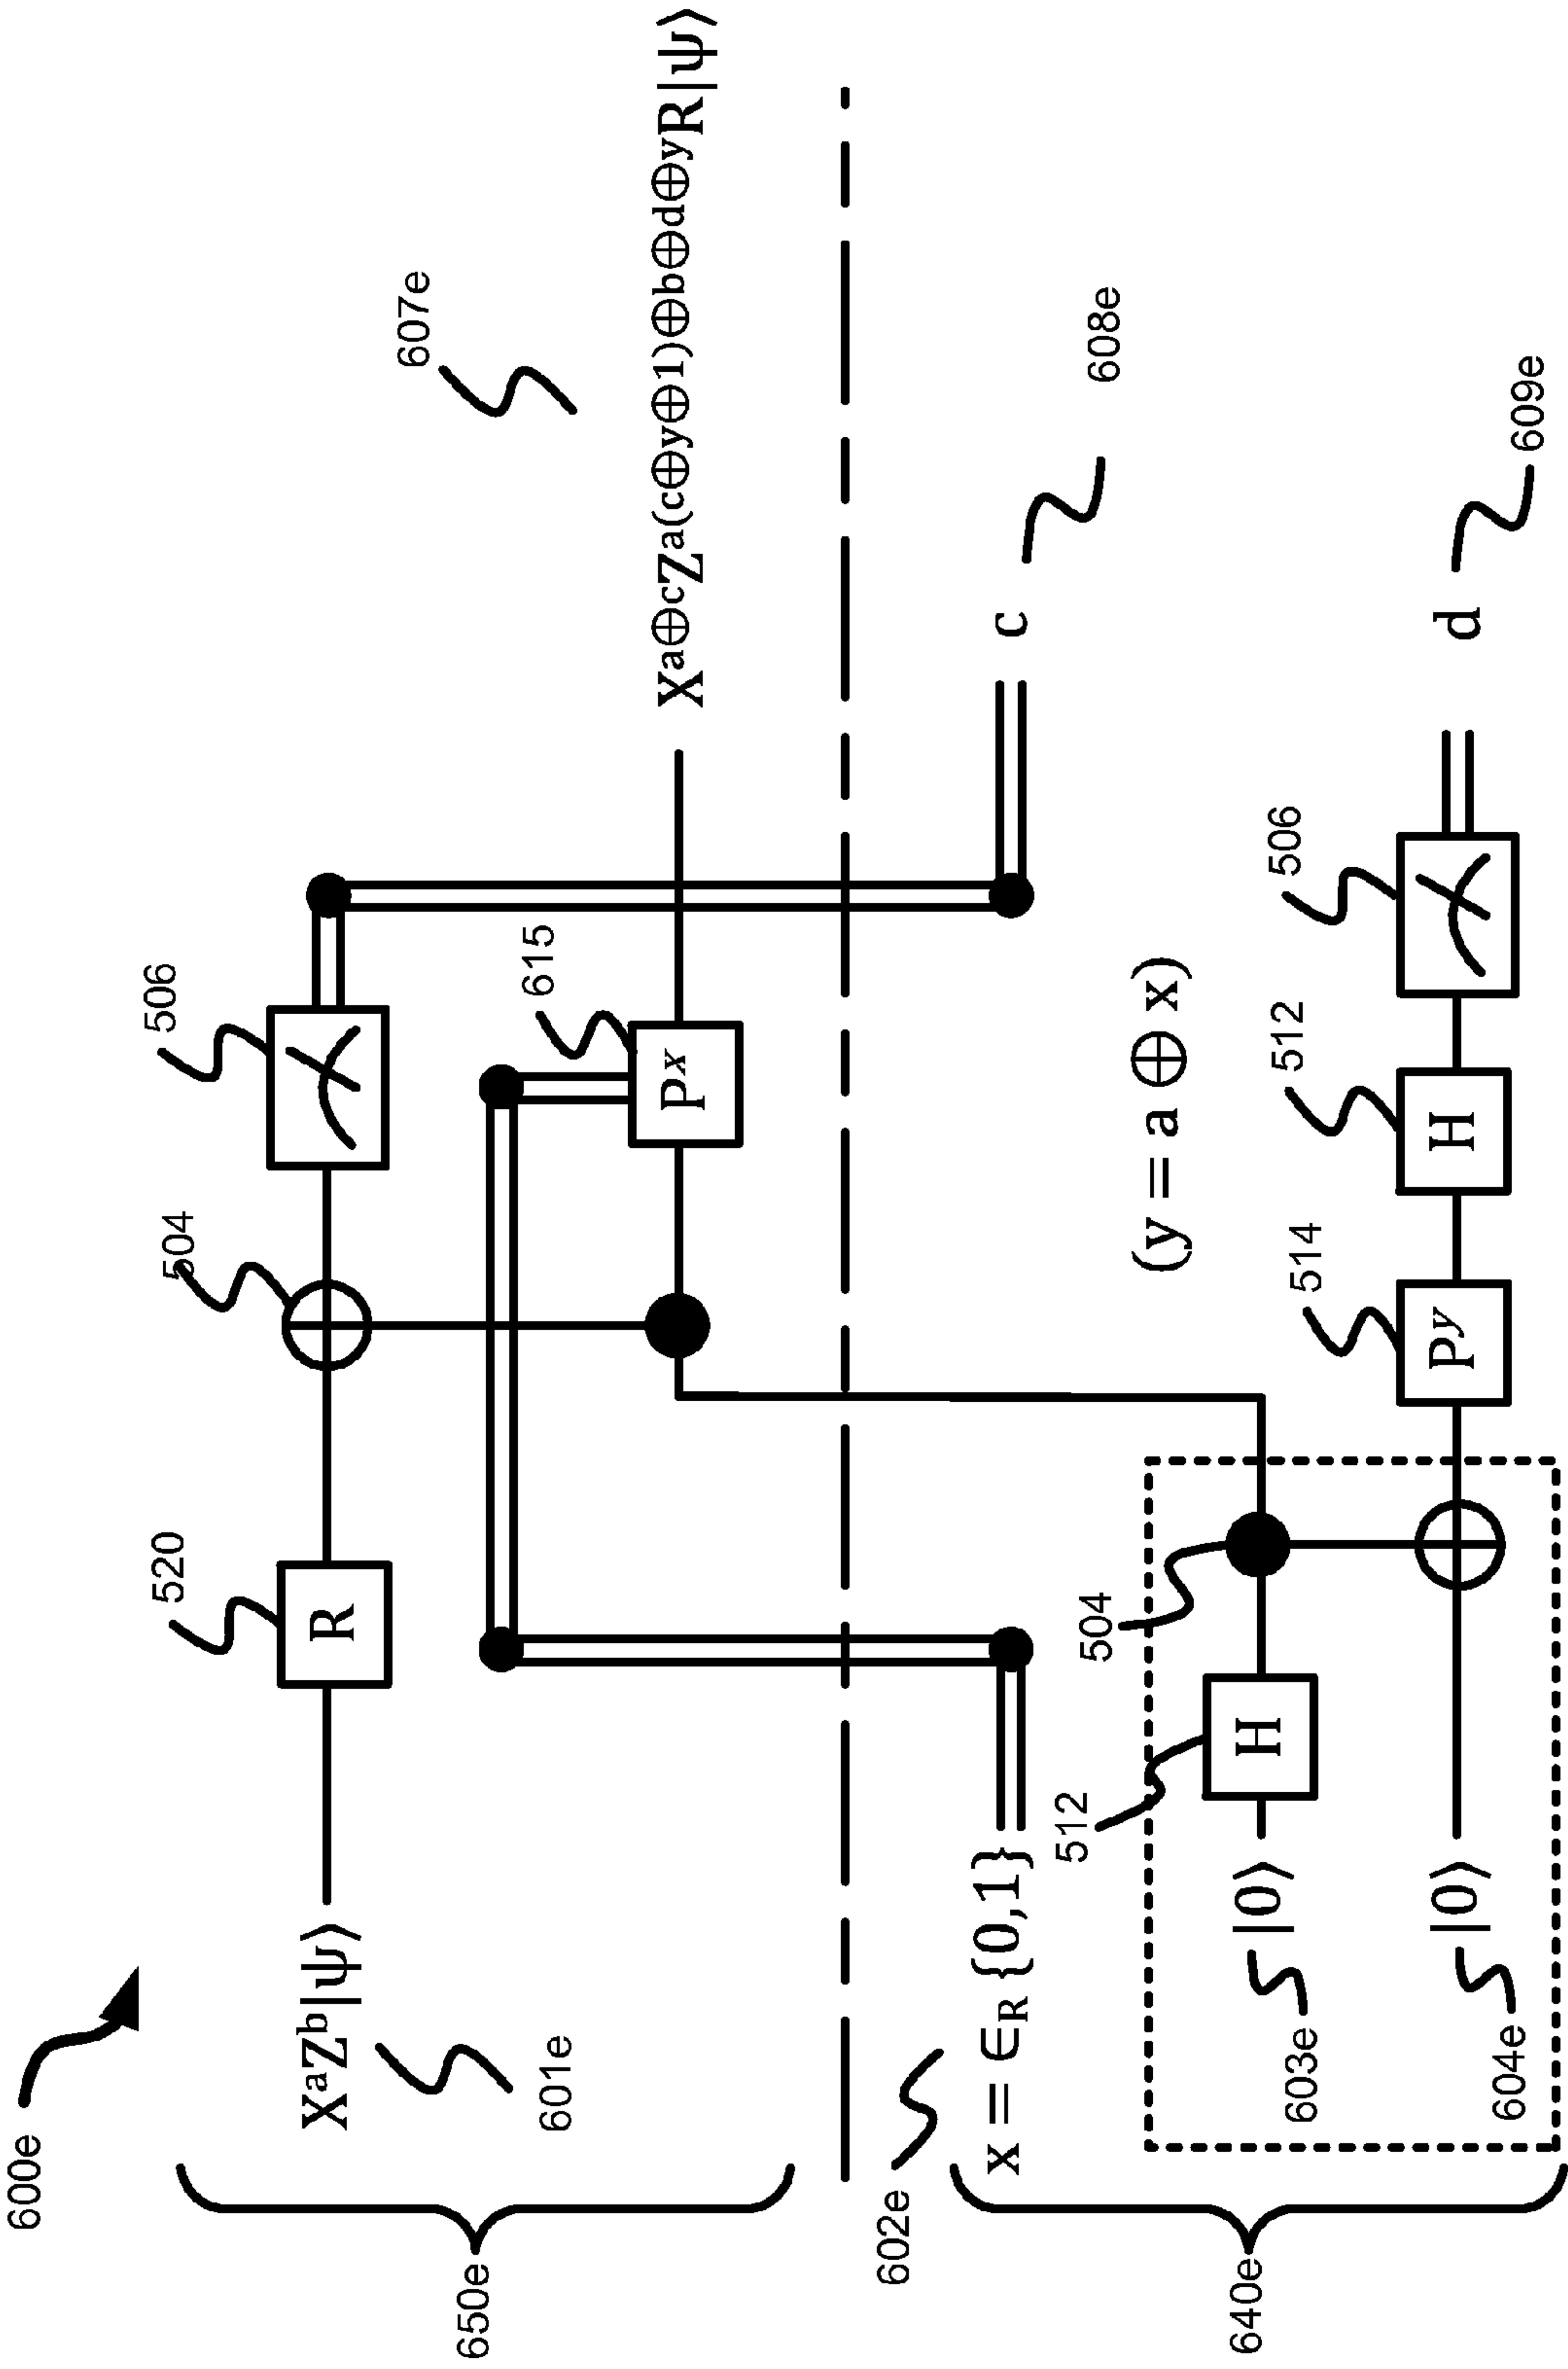 600e
650e
XᵃZᵇ|ψ⟩
601e
520
R
504
506
615
Pˣ
607e
Xᵃ⊕ᶜZᵃ⁽ᶜ⊕ʸ⊕¹⁾⊕ᵇ⊕ᵈ⊕ʸR|ψ⟩
602e
x = ∈R {0,1}
c
608e
640e
(y = a ⊕ x)
512
504
603e
|0⟩
H
604e
|0⟩
514
Pʸ
512
H
506
d
609e